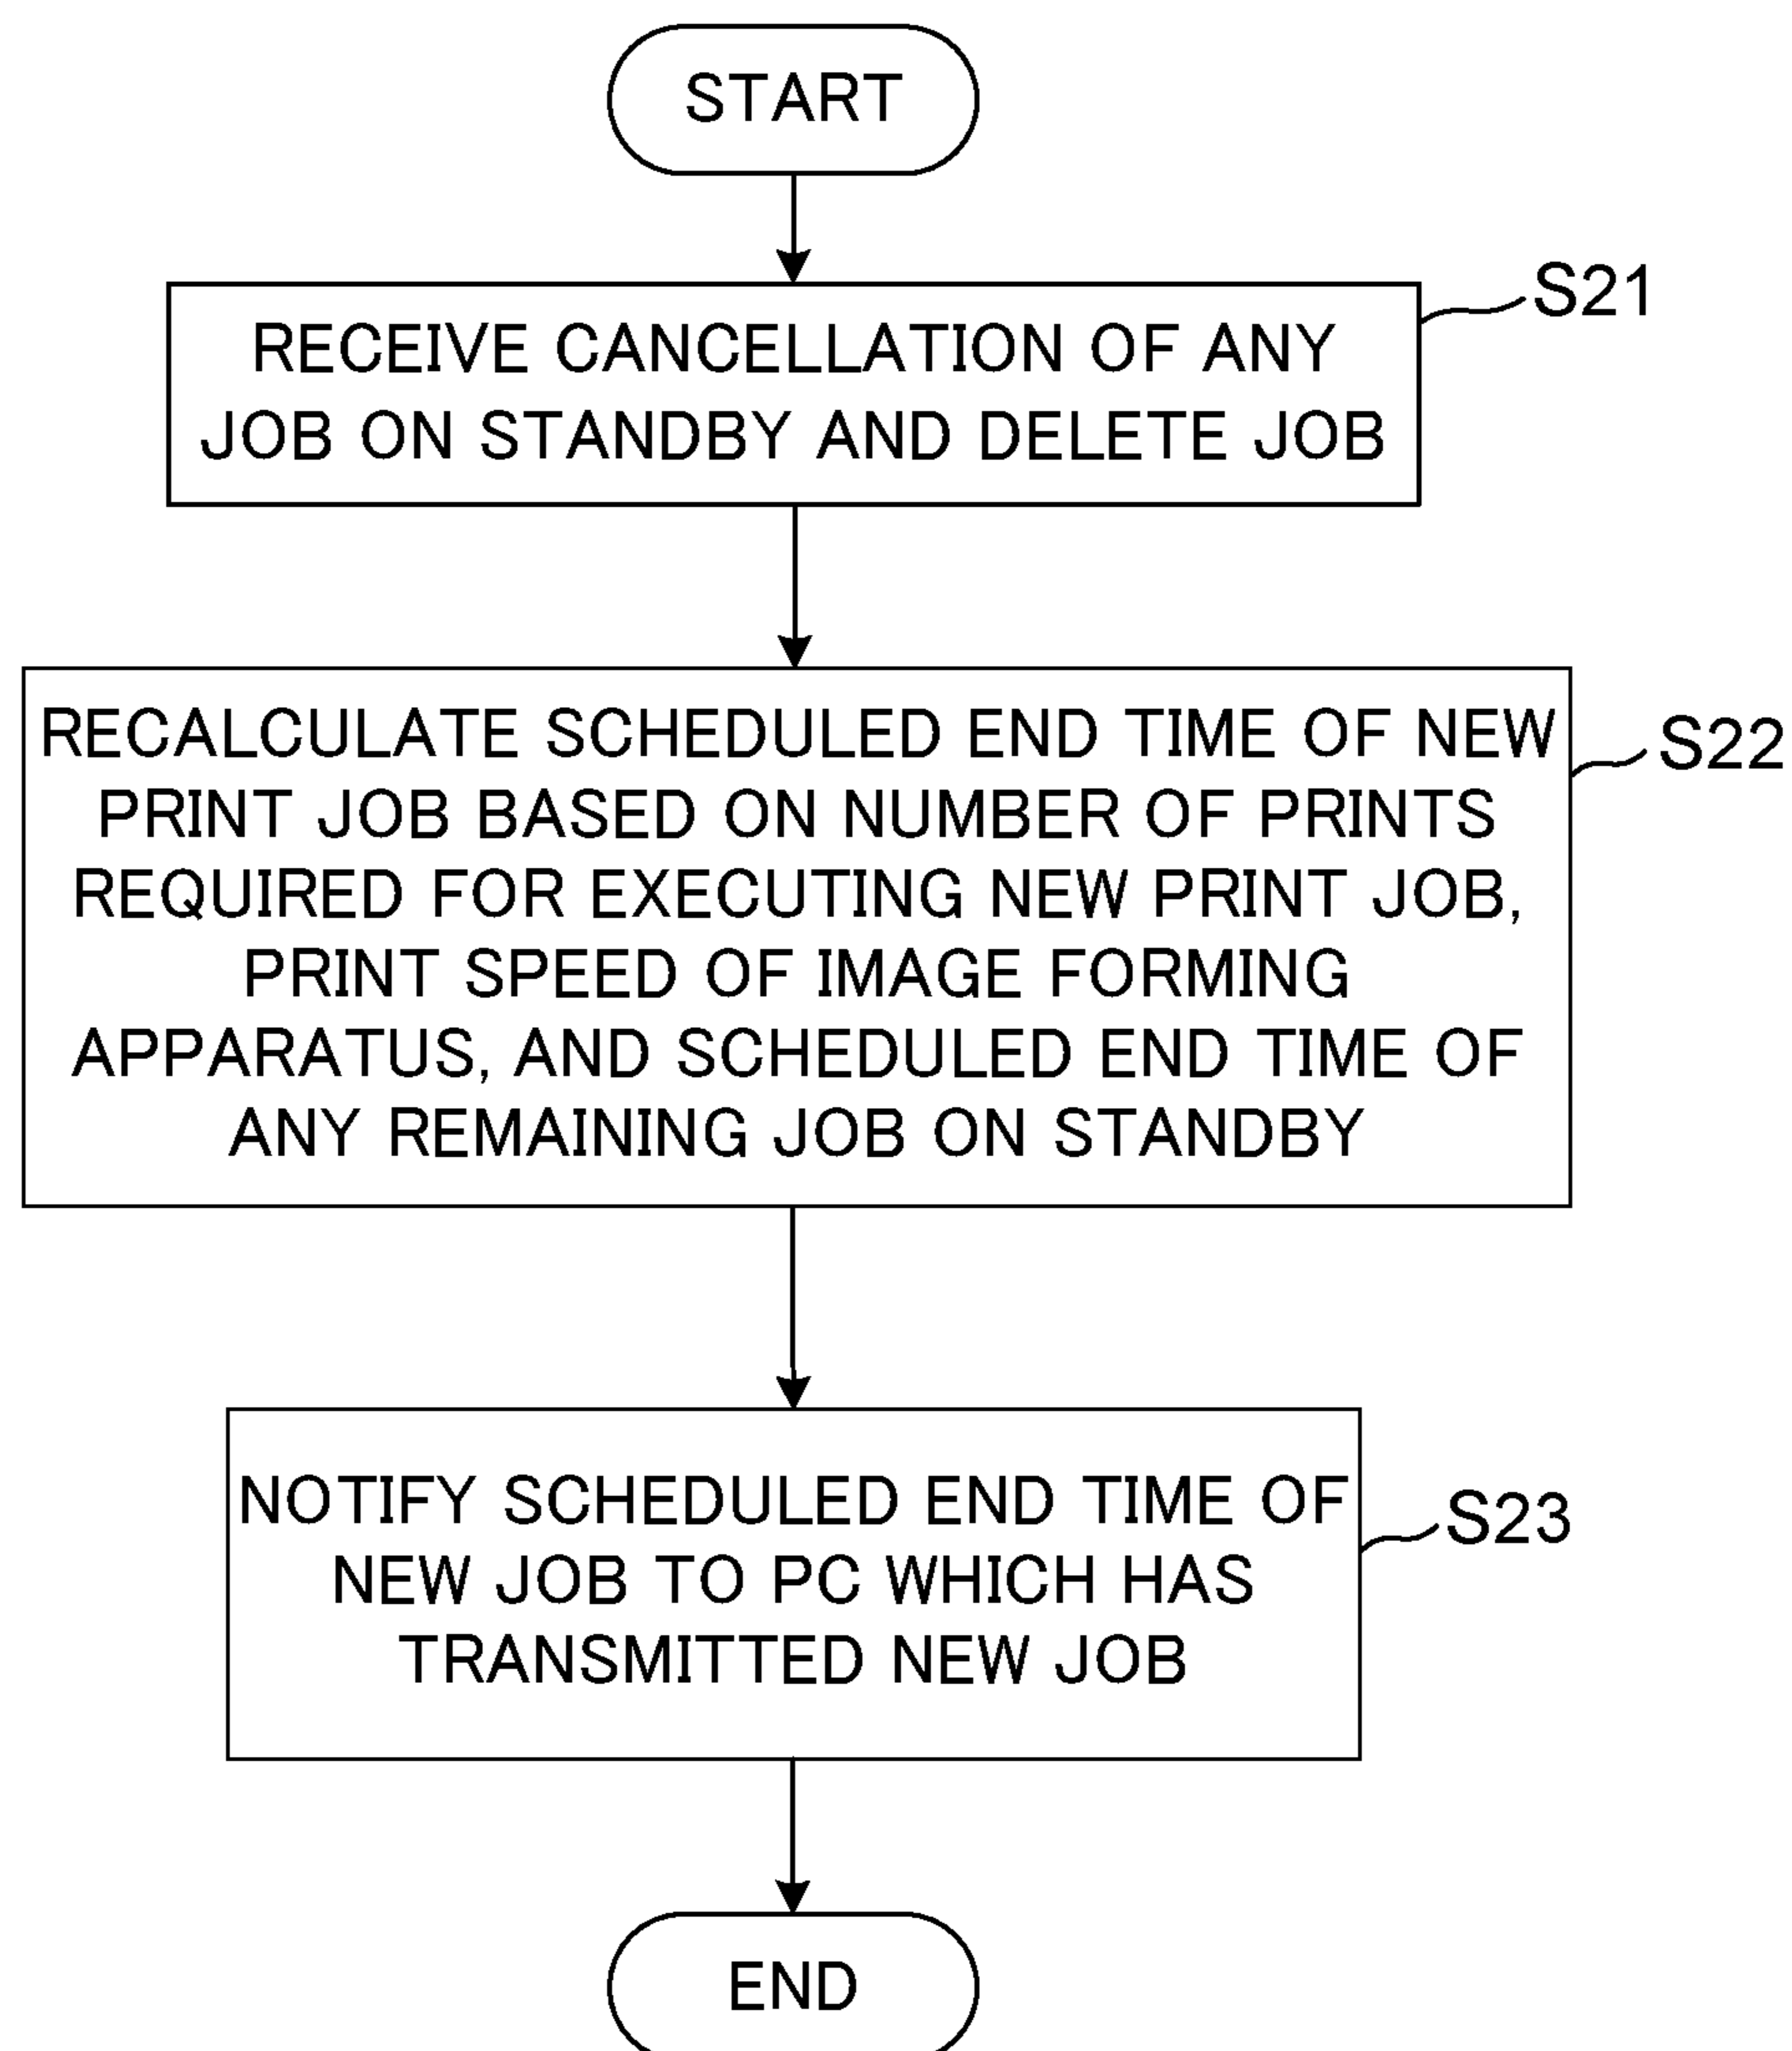 START
S21
RECEIVE CANCELLATION OF ANY
JOB ON STANDBY AND DELETE JOB
S22
RECALCULATE SCHEDULED END TIME OF NEW
PRINT JOB BASED ON NUMBER OF PRINTS
REQUIRED FOR EXECUTING NEW PRINT JOB,
PRINT SPEED OF IMAGE FORMING
APPARATUS, AND SCHEDULED END TIME OF
ANY REMAINING JOB ON STANDBY
S23
NOTIFY SCHEDULED END TIME OF
NEW JOB TO PC WHICH HAS
TRANSMITTED NEW JOB
END